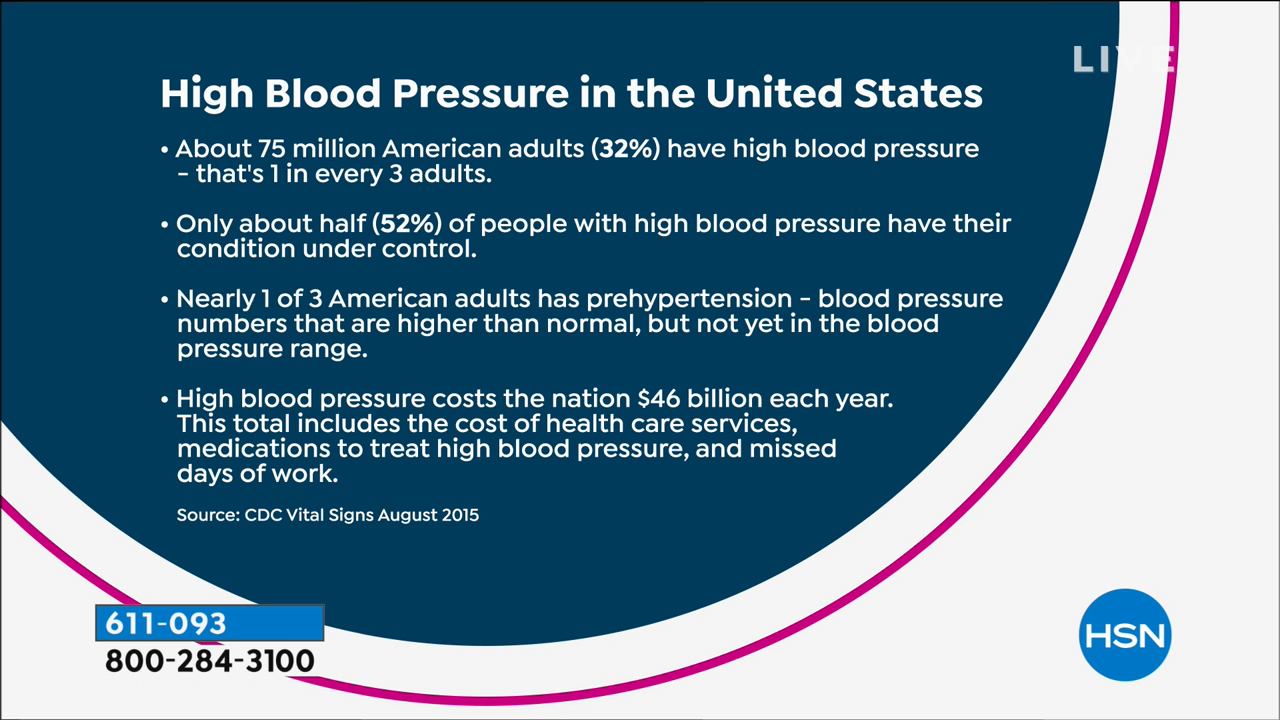 LIVE
High Blood Pressure in the United States
• About 75 million American adults (32%) have high blood pressure
- that's 1 in every 3 adults.
• Only about half (52%) of people with high blood pressure have their
condition under control.
• Nearly 1 of 3 American adults has prehypertension - blood pressure
numbers that are higher than normal, but not yet in the blood
pressure range.
• High blood pressure costs the nation $46 billion each year.
This total includes the cost of health care services,
medications to treat high blood pressure, and missed
days of work.
Source: CDC Vital Signs August 2015
611-093
800-284-3100
HSN